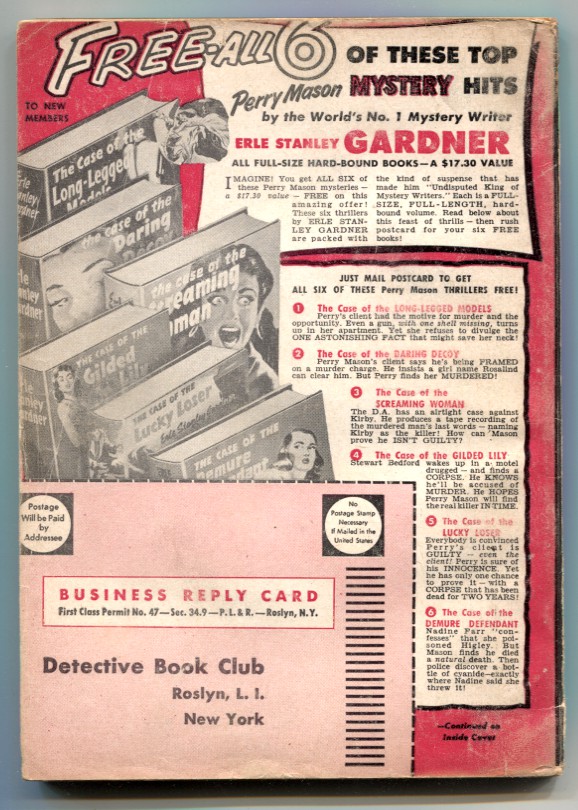 FREE-ALL 6
OF THESE TOP
Perry Mason MYSTERY HITS
by the World's No. 1 Mystery Writer
ERLE STANLEY GARDNER
ALL FULL-SIZE HARD-BOUND BOOKS—A $17.30 VALUE
TO NEW
MEMBERS
IMAGINE! You get ALL SIX of
these Perry Mason mysteries—
a $17.30 value — FREE on this
amazing offer!
These six thrillers
by ERLE STAN-
LEY GARDNER
are packed with
the kind of suspense that has
made him "Undisputed King of
Mystery Writers." Each is a FULL-
SIZE, FULL-LENGTH, hard-
bound volume. Read below about
this feast of thrills—then rush
postcard for your six FREE
books!
The Case of the
Long-Legged
Models
Erle
Stanley
Gardner
the case of the
Daring
Decoy
Erle
Stanley
Gardner
the case of the
Screaming
Woman
THE CASE OF THE
THE CASE OF THE
Lucky Loser
THE CASE OF THE
Demure
JUST MAIL POSTCARD TO GET
ALL SIX OF THESE PERRY MASON THRILLERS FREE!
1 The Case of the LONG-LEGGED MODELS
Perry's client had the motive for murder and the
opportunity. Even a gun, with one shell missing, turns
up in her apartment. Yet she refuses to divulge the
ONE ASTONISHING FACT that might save her neck!
2 The Case of the DARING DECOY
Perry Mason's client says he's being FRAMED
on a murder charge. He insists a girl name Rosalind
can clear him. But Perry finds her MURDERED!
3 The Case of the
SCREAMING WOMAN
The D.A. has an airtight case against
Kirby. He produces a tape recording of
the murdered man's last words — naming
Kirby as the killer! How can Mason
prove he ISN'T GUILTY?
4 The Case of the GILDED LILY
Stewart Bedford wakes up in a motel
drugged — and finds a
CORPSE. He KNOWS
he'll be accused of
MURDER. He HOPES
Perry Mason will find
the real killer IN TIME.
5 The Case of the
LUCKY LOSER
Everybody is convinced
Perry's client is
GUILTY — even the
client! Perry is sure of
his INNOCENCE. Yet
he has only one chance
to prove it — with a
CORPSE that has been
dead for TWO YEARS!
6 The Case of the
DEMURE DEFENDANT
Nadine Farr "con-
fesses" that she poi-
soned Higley. But
Mason finds he died
a natural death. Then
police discover a bot-
tle of cyanide—exactly
where Nadine said she
threw it!
—Continued on
Inside Cover
Postage
Will be Paid
by
Addressee
No
Postage Stamp
Necessary
If Mailed in the
United States
BUSINESS REPLY CARD
First Class Permit No. 47—Sec. 34.9—P.L.&R.—Roslyn, N.Y.
Detective Book Club
Roslyn, L. I.
New York